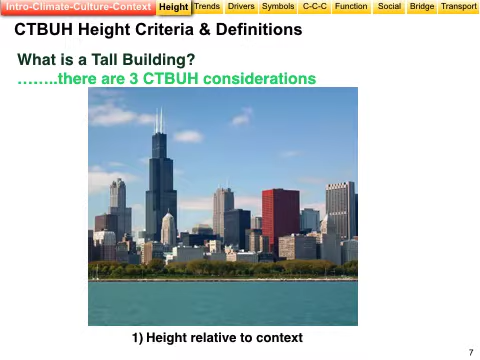 Intro-Climate-Culture-Context Height Trends Drivers Symbols C-C-C Function Social Bridge Transport
CTBUH Height Criteria & Definitions
What is a Tall Building?
……..there are 3 CTBUH considerations
1) Height relative to context
7